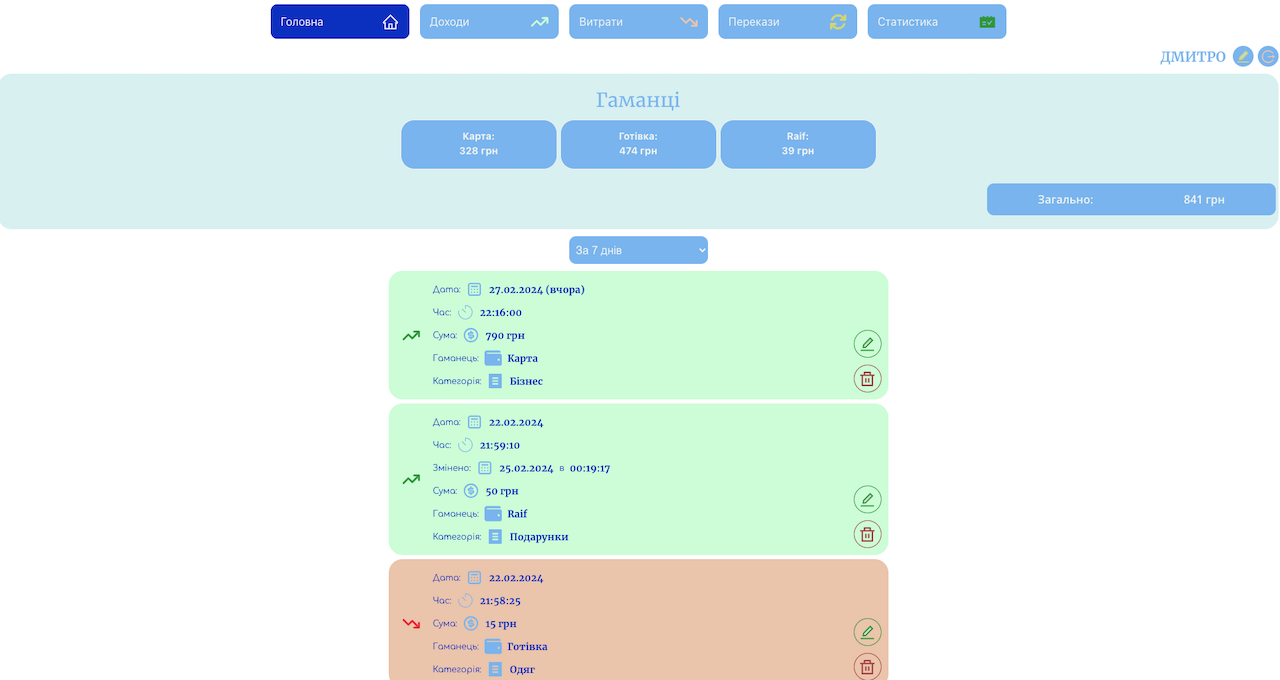 Головна
Доходи
Витрати
Перекази
Статистика
ДМИТРО
Гаманці
Карта:
328 грн
Готівка:
474 грн
Raif:
39 грн
Загально: 841 грн
За 7 днів
Дата: 27.02.2024 (вчора)
Час: 22:16:00
Сума: 790 грн
Гаманець: Карта
Категорія: Бізнес
Дата: 22.02.2024
Час: 21:59:10
Змінено: 25.02.2024 в 00:19:17
Сума: 50 грн
Гаманець: Raif
Категорія: Подарунки
Дата: 22.02.2024
Час: 21:58:25
Сума: 15 грн
Гаманець: Готівка
Категорія: Одяг